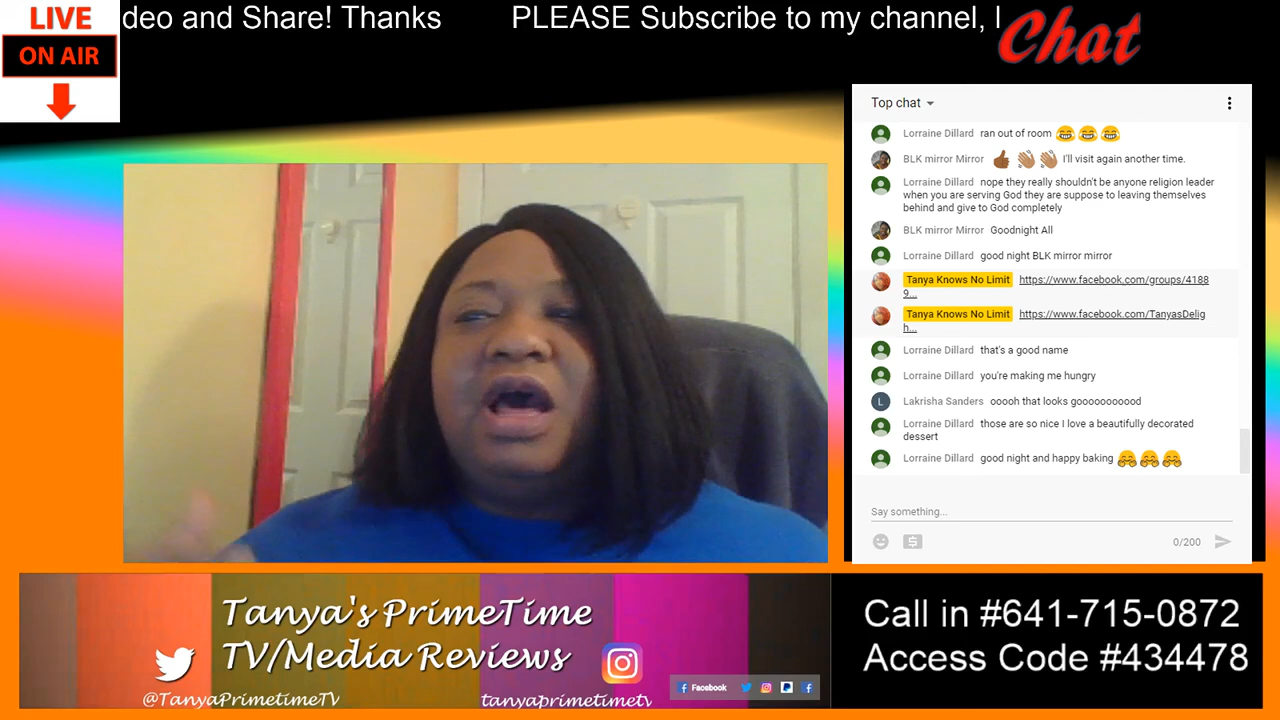 LIVE
ON AIR
deo and Share! Thanks PLEASE Subscribe to my channel, l
Chat
Top chat
Lorraine Dillard ran out of room
BLK mirror Mirror I'll visit again another time.
Lorraine Dillard nope they really shouldn't be anyone religion leader
when you are serving God they are suppose to leaving themselves
behind and give to God completely
BLK mirror Mirror Goodnight All
Lorraine Dillard good night BLK mirror mirror
Tanya Knows No Limit https://www.facebook.com/groups/4188
9...
Tanya Knows No Limit https://www.facebook.com/TanyasDelig
h...
Lorraine Dillard that's a good name
Lorraine Dillard you're making me hungry
L Lakrisha Sanders ooooh that looks gooooooooood
Lorraine Dillard those are so nice I love a beautifully decorated
dessert
Lorraine Dillard good night and happy baking
Say something...
0/200
Tanya's PrimeTime
TV/Media Reviews
@TanyaPrimetimeTV
tanyaprimetimetv
Facebook
Call in #641-715-0872
Access Code #434478